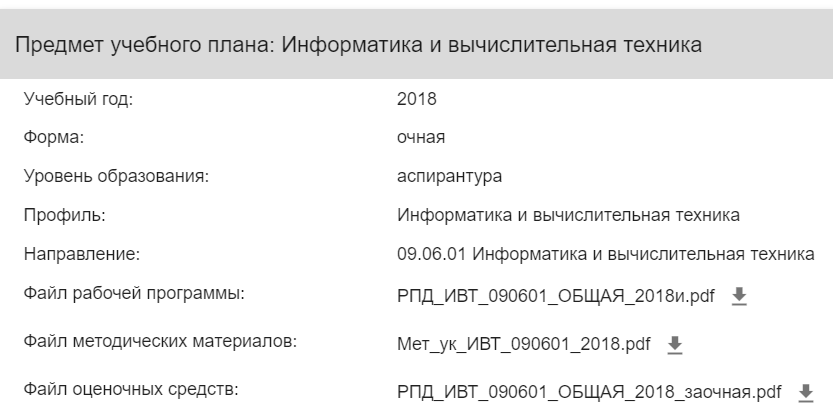 Предмет учебного плана: Информатика и вычислительная техника
Учебный год: 2018
Форма: очная
Уровень образования: аспирантура
Профиль: Информатика и вычислительная техника
Направление: 09.06.01 Информатика и вычислительная техника
Файл рабочей программы: РПД_ИВТ_090601_ОБЩАЯ_2018и.pdf
Файл методических материалов: Мет_ук_ИВТ_090601_2018.pdf
Файл оценочных средств: РПД_ИВТ_090601_ОБЩАЯ_2018_заочная.pdf